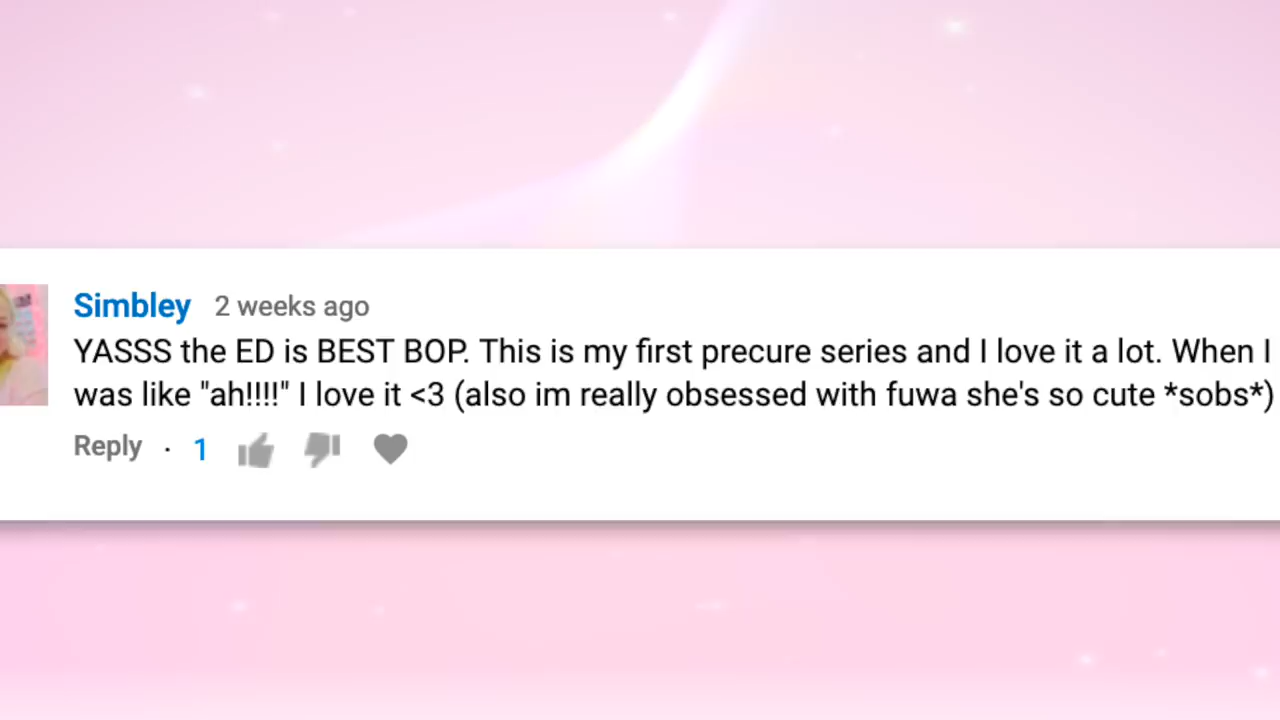 Simbley 2 weeks ago
YASSS the ED is BEST BOP. This is my first precure series and I love it a lot. When I
was like "ah!!!!" I love it <3 (also im really obsessed with fuwa she's so cute *sobs*)
Reply · 1